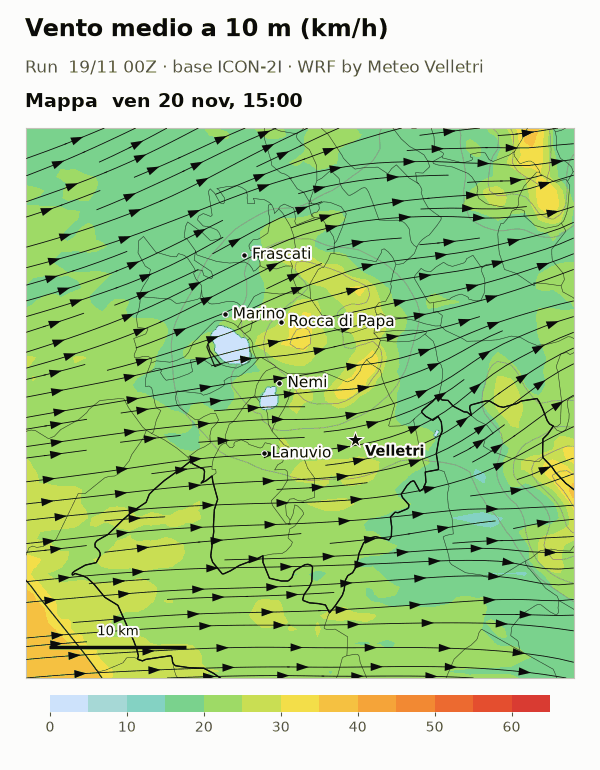 Vento medio a 10 m (km/h)
Run  19/11 00Z · base ICON-2I · WRF by Meteo Velletri
Mappa  ven 20 nov, 15:00
Frascati
Marino
Rocca di Papa
Nemi
Velletri
Lanuvio
10 km
0 10 20 30 40 50 60